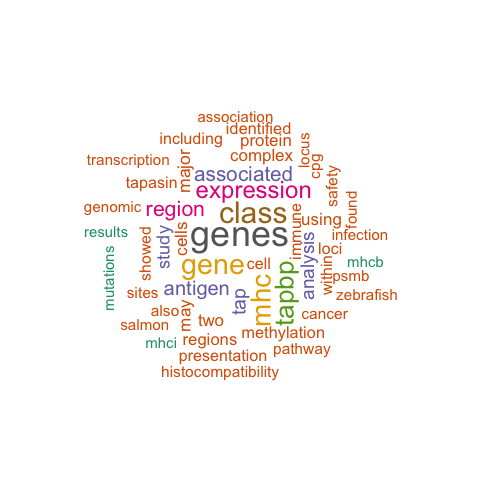 association
identified
including
protein
locus
transcription
major
complex
cpg
tapasin
associated
safety
expression
genomic
region
class
immune
using
found
results
showed
study
cells
genes
analysis
infection
loci
mutations
gene
cell
within
mhcb
psmb
sites
antigen
tap
mhc
tapbp
zebrafish
also
may
two
cancer
salmon
methylation
mhci
regions
pathway
presentation
histocompatibility